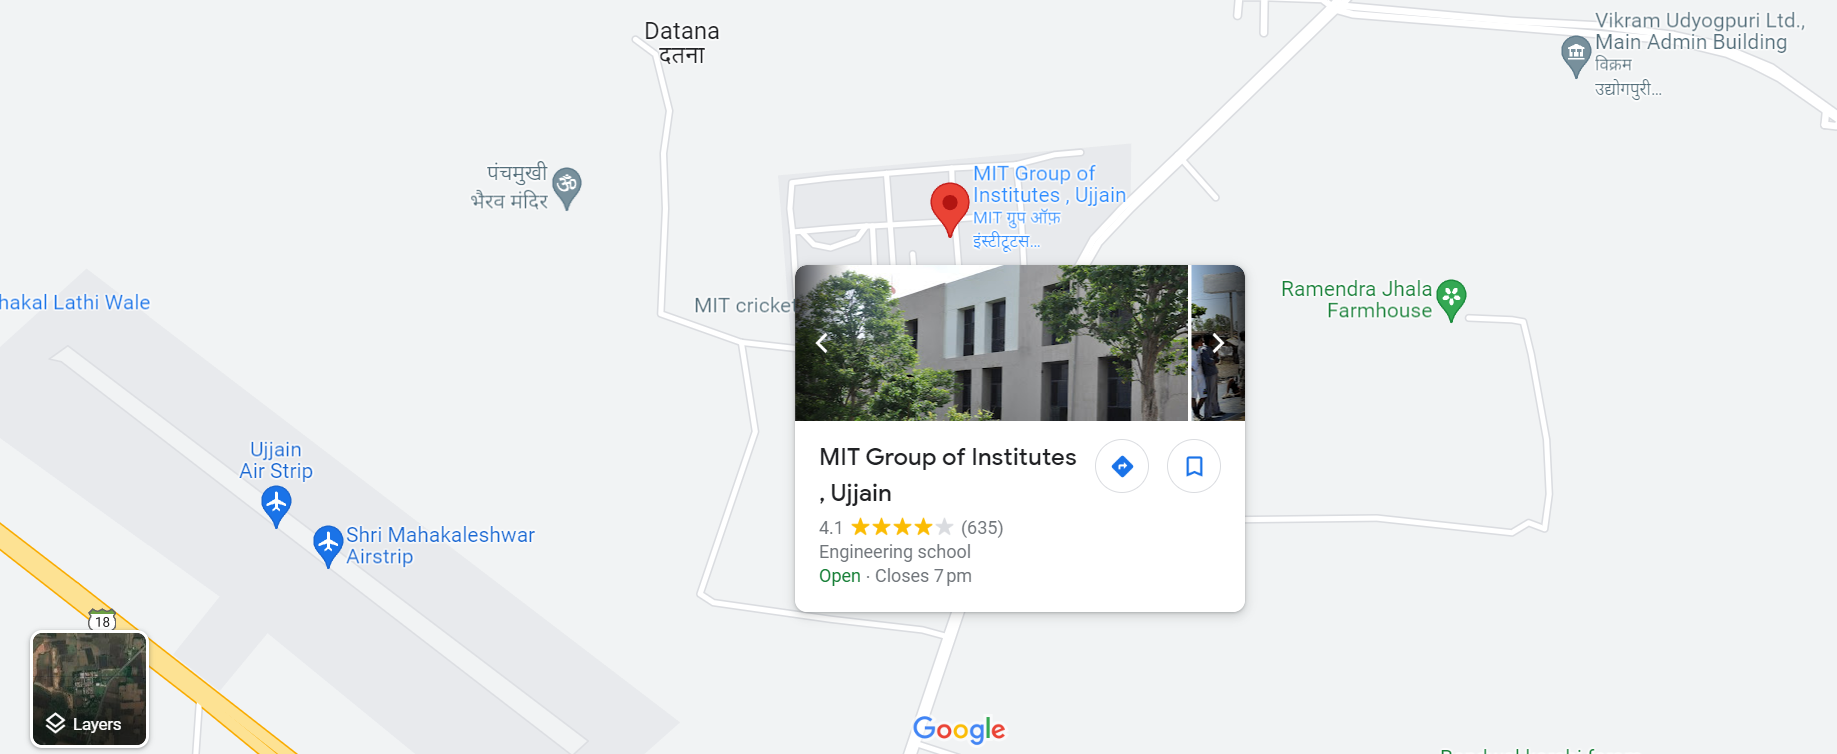 Datana
दतना
Vikram Udyogpuri Ltd.,
Main Admin Building
विक्रम
उद्योगपुरी...
पंचमुखी
भैरव मंदिर
MIT Group of
Institutes , Ujjain
MIT ग्रुप ऑफ़
इंस्टीटूटस...
hakal Lathi Wale
MIT cricket
Ramendra Jhala
Farmhouse
Ujjain
Air Strip
Shri Mahakaleshwar
Airstrip
MIT Group of Institutes
, Ujjain
4.1 ★★★★★ (635)
Engineering school
Open · Closes 7 pm
18
Layers
Google